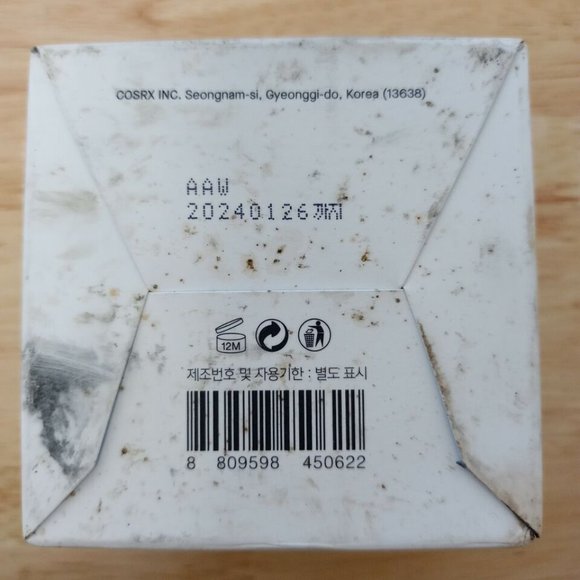 COSRX INC. Seongnam-si, Gyeonggi-do, Korea (13638)
AAW
20240126까지
12M
제조번호 및 사용기한 : 별도 표시
8 809598 450622